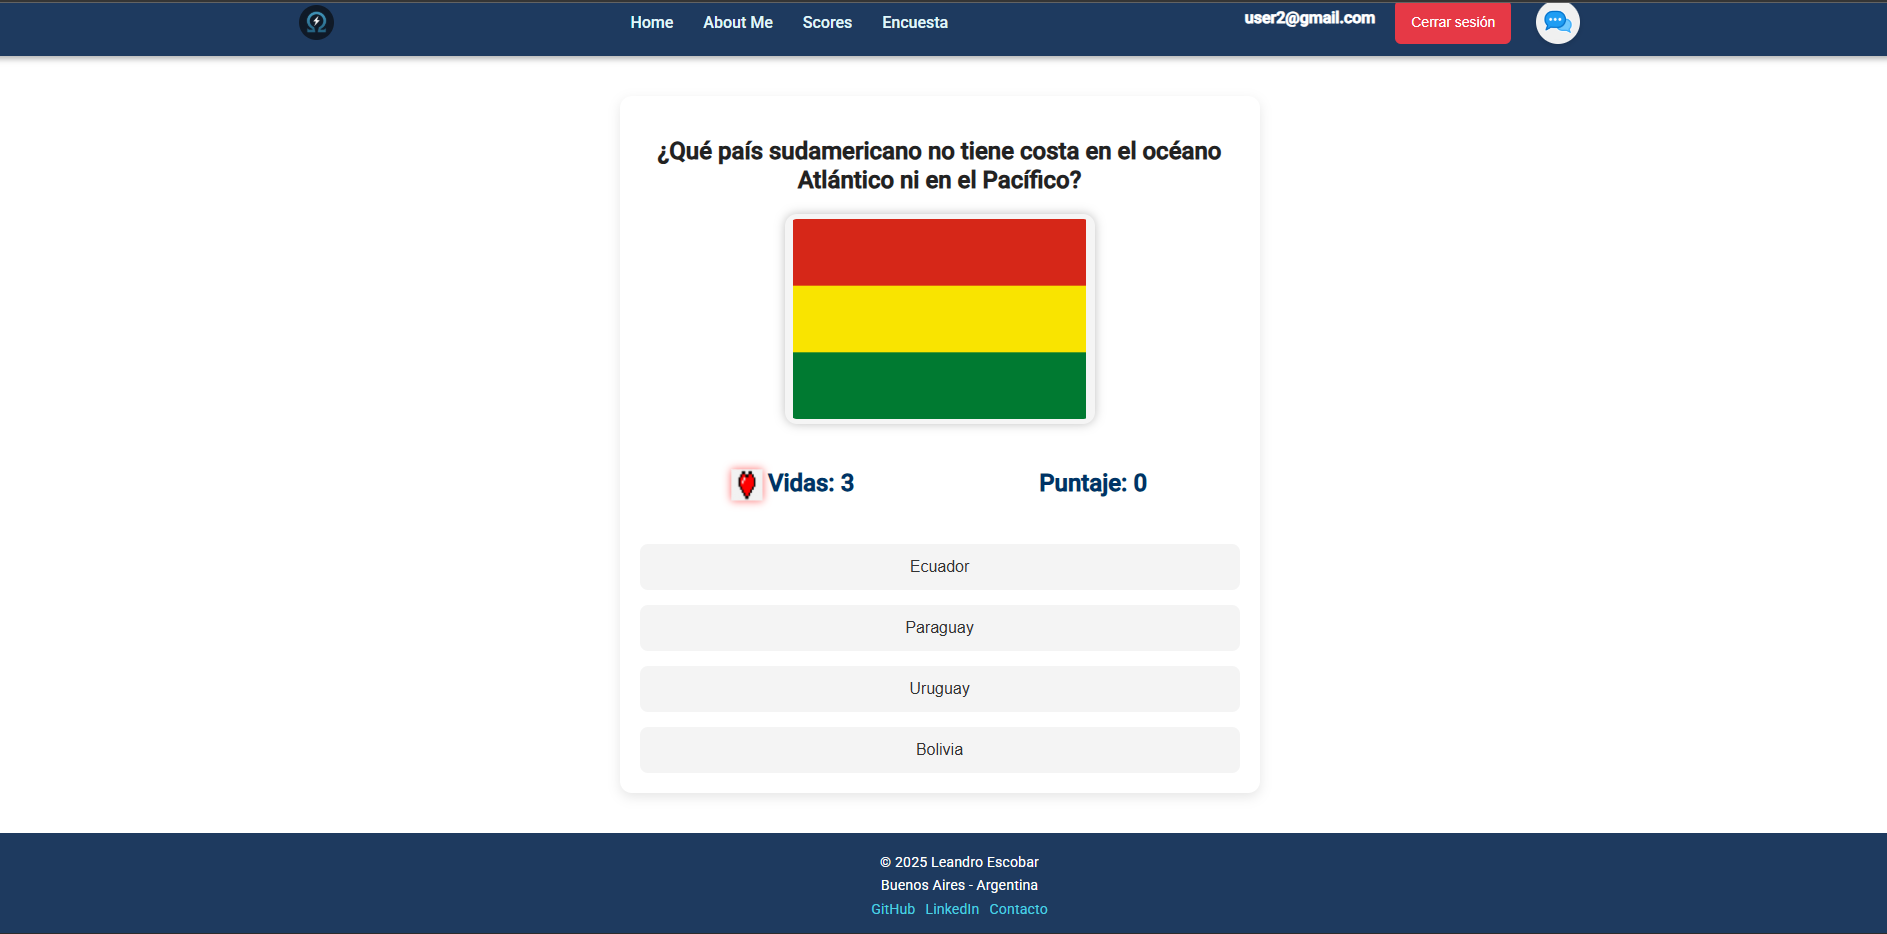 Home About Me Scores Encuesta user2@gmail.com Cerrar sesión
¿Qué país sudamericano no tiene costa en el océano
Atlántico ni en el Pacífico?
Vidas: 3 Puntaje: 0
Ecuador
Paraguay
Uruguay
Bolivia
© 2025 Leandro Escobar
Buenos Aires - Argentina
GitHub LinkedIn Contacto